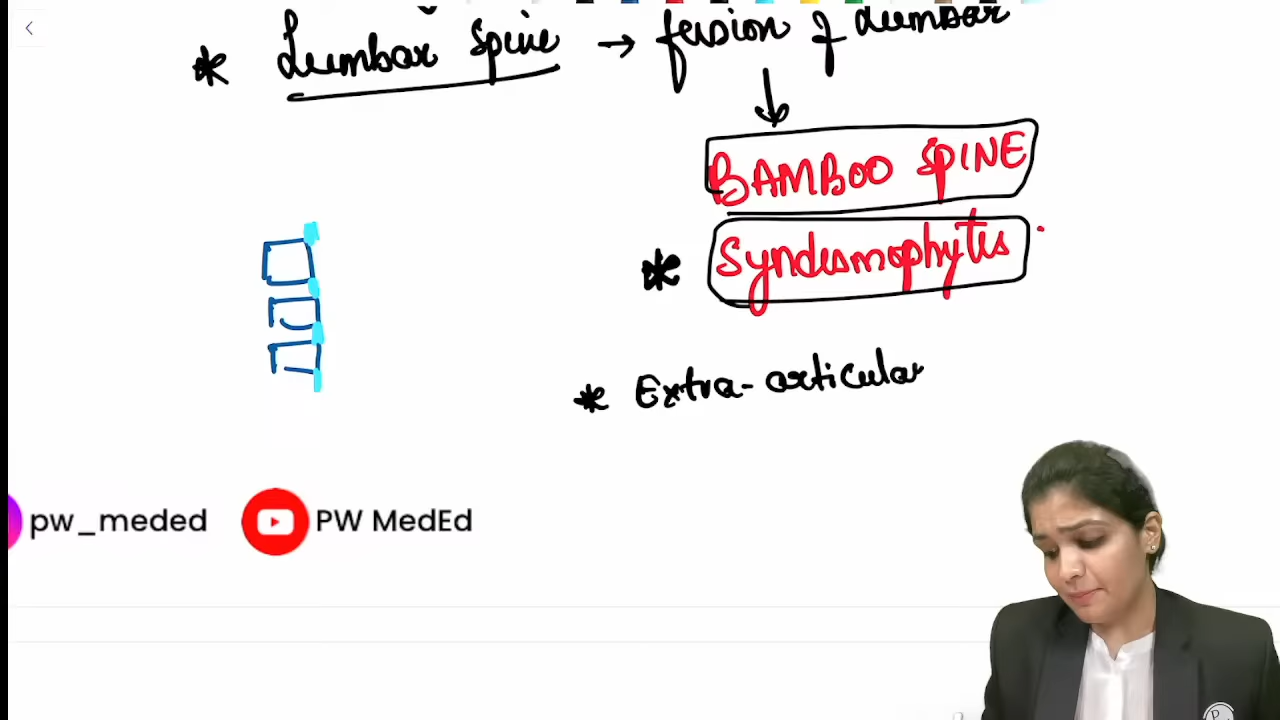 * Lumbar Spine → fusion of Lumbar
BAMBOO SPINE
* Syndesmophytes
* Extra-articular
pw_meded PW MedEd